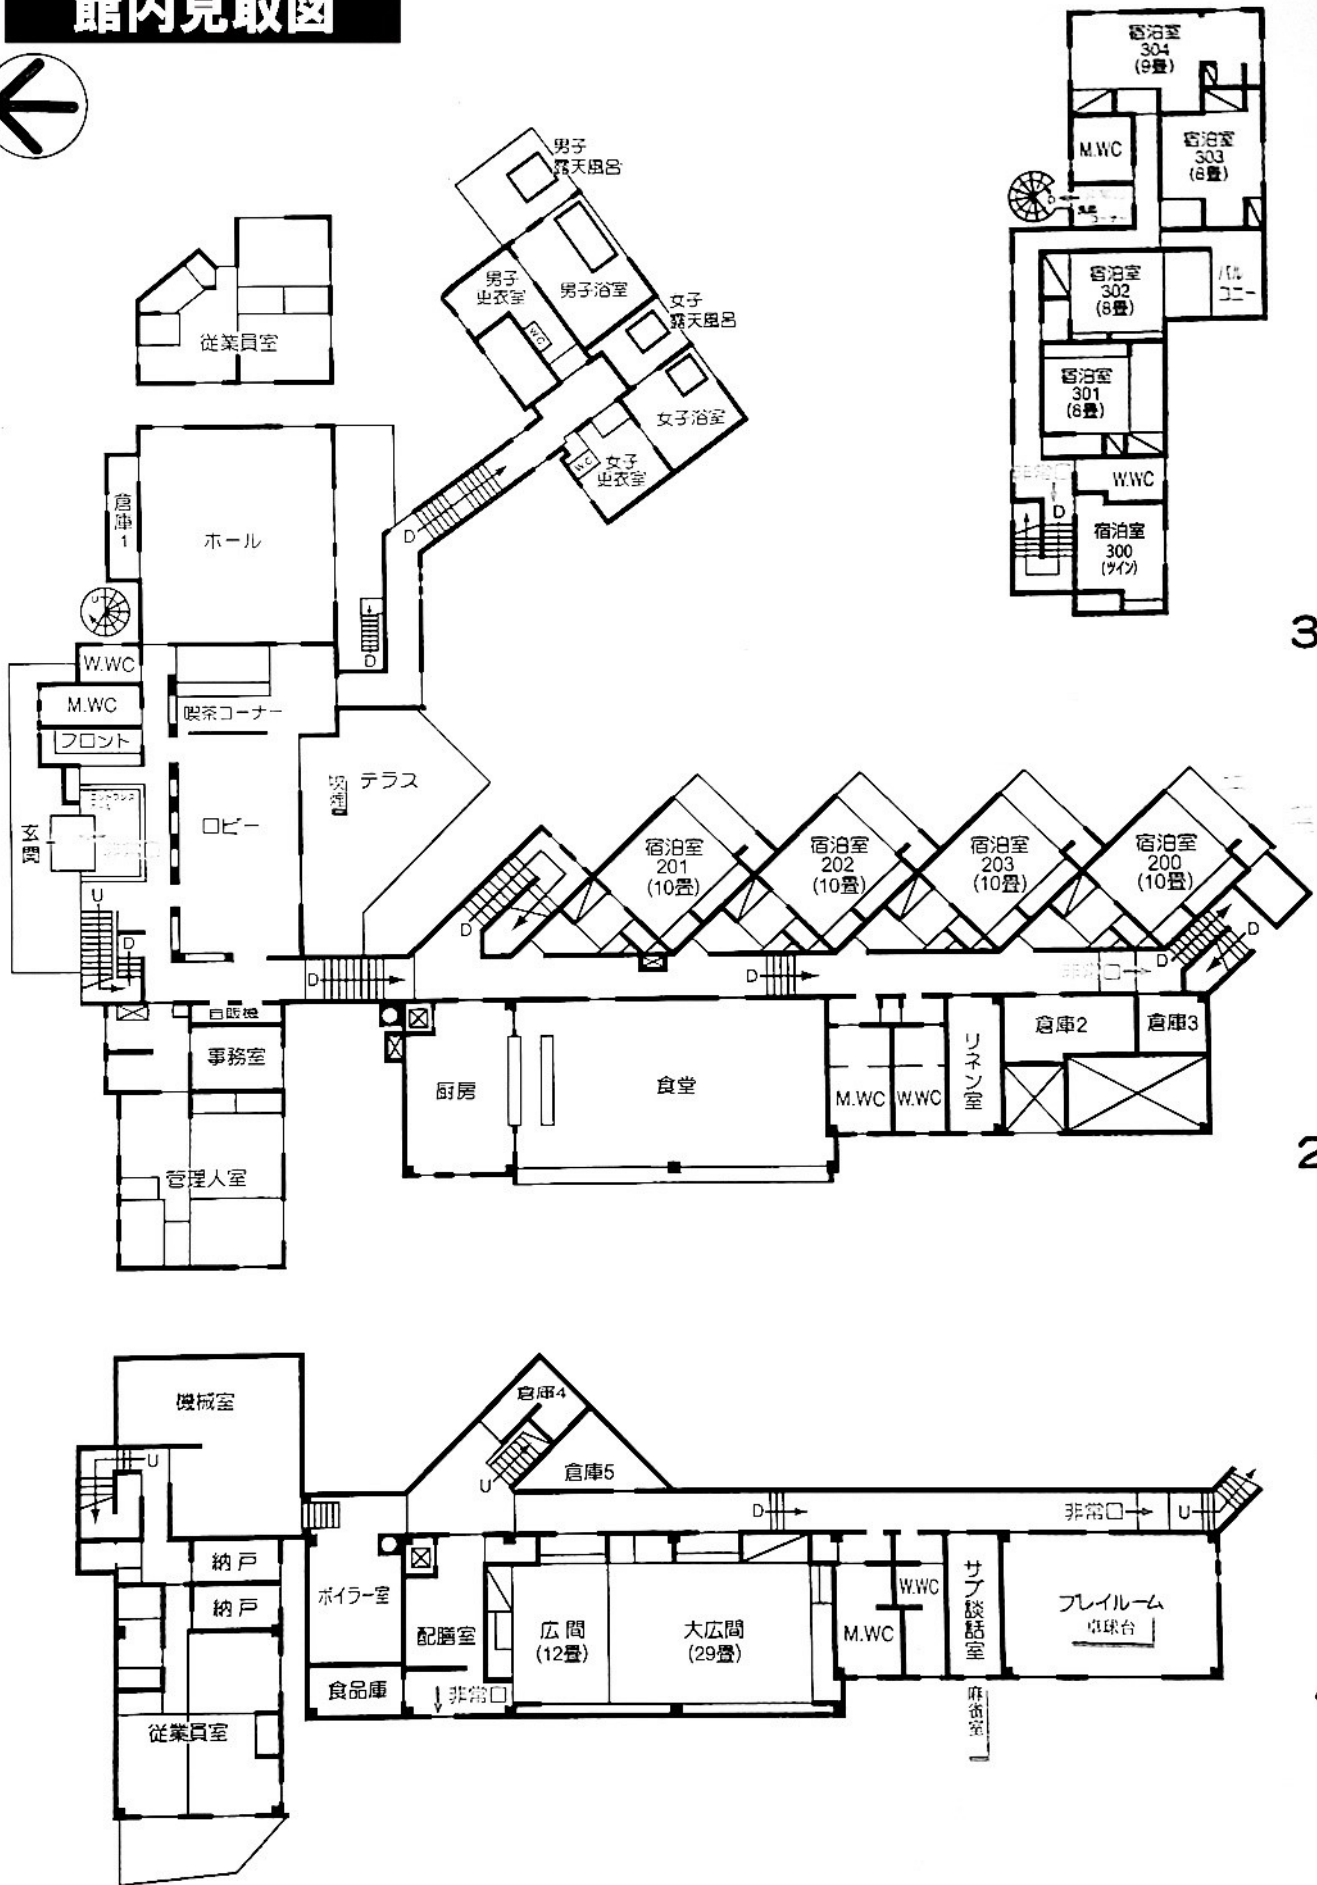 館内見取図
宿泊室
304
(9畳)
M.WC
宿泊室
303
(8畳)
宿泊室
302
(8畳)
バル
コニー
宿泊室
301
(8畳)
非常口
D
W.WC
宿泊室
300
(ツイン)
3
男子
露天風呂
男子
更衣室
男子浴室
WC
女子
露天風呂
女子浴室
WC
女子
更衣室
従業員室
倉庫1
ホール
D
U
D
W.WC
M.WC
フロント
喫茶コーナー
玄関
ロビー
テラス
U
D
宿泊室
201
(10畳)
宿泊室
202
(10畳)
宿泊室
203
(10畳)
宿泊室
200
(10畳)
D
D
D
非常口
D
D
自販機
事務室
管理人室
厨房
食堂
M.WC
W.WC
リネン室
倉庫2
倉庫3
2
機械室
U
倉庫4
倉庫5
U
D
非常口
U
納戸
納戸
ボイラー室
配膳室
広間
(12畳)
大広間
(29畳)
M.WC
W.WC
サブ談話室
プレイルーム
卓球台
食品庫
非常口
従業員室
麻雀室